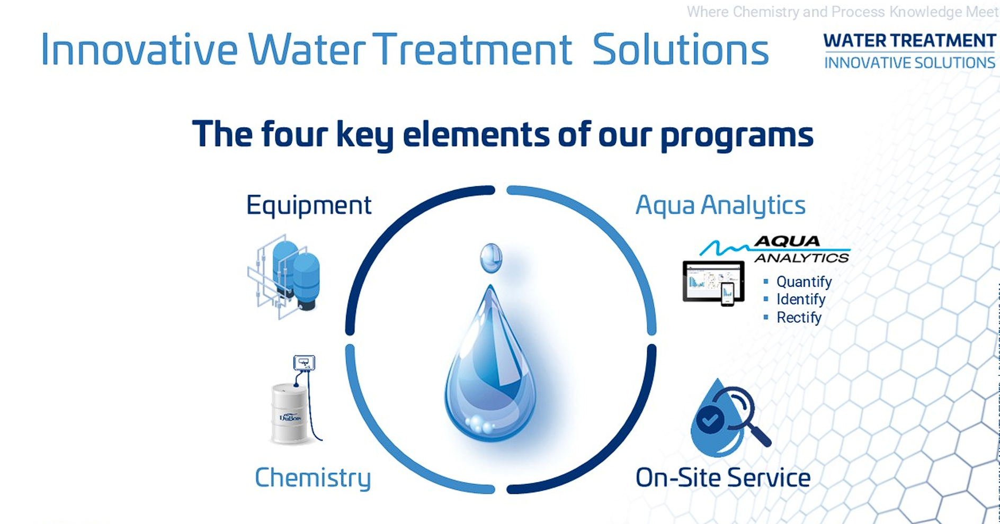 Where Chemistry and Process Knowledge Meet
Innovative Water Treatment Solutions
WATER TREATMENT
INNOVATIVE SOLUTIONS
The four key elements of our programs
Equipment
Aqua Analytics
AQUA
ANALYTICS
Quantify
Identify
Rectify
DuBois
Chemistry
On-Site Service